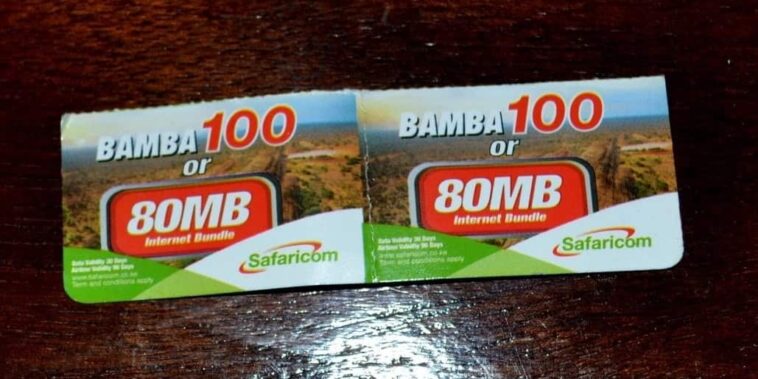 BAMBA 100
or
80MB
Internet Bundle
Safaricom
Data Validity 30 Days
Airtime Validity 90 Days
www.safaricom.co.ke
Term and conditions apply
BAMBA 100
or
80MB
Internet Bundle
Safaricom
Data Validity 30 Days
Airtime Validity 90 Days
www.safaricom.co.ke
Term and conditions apply